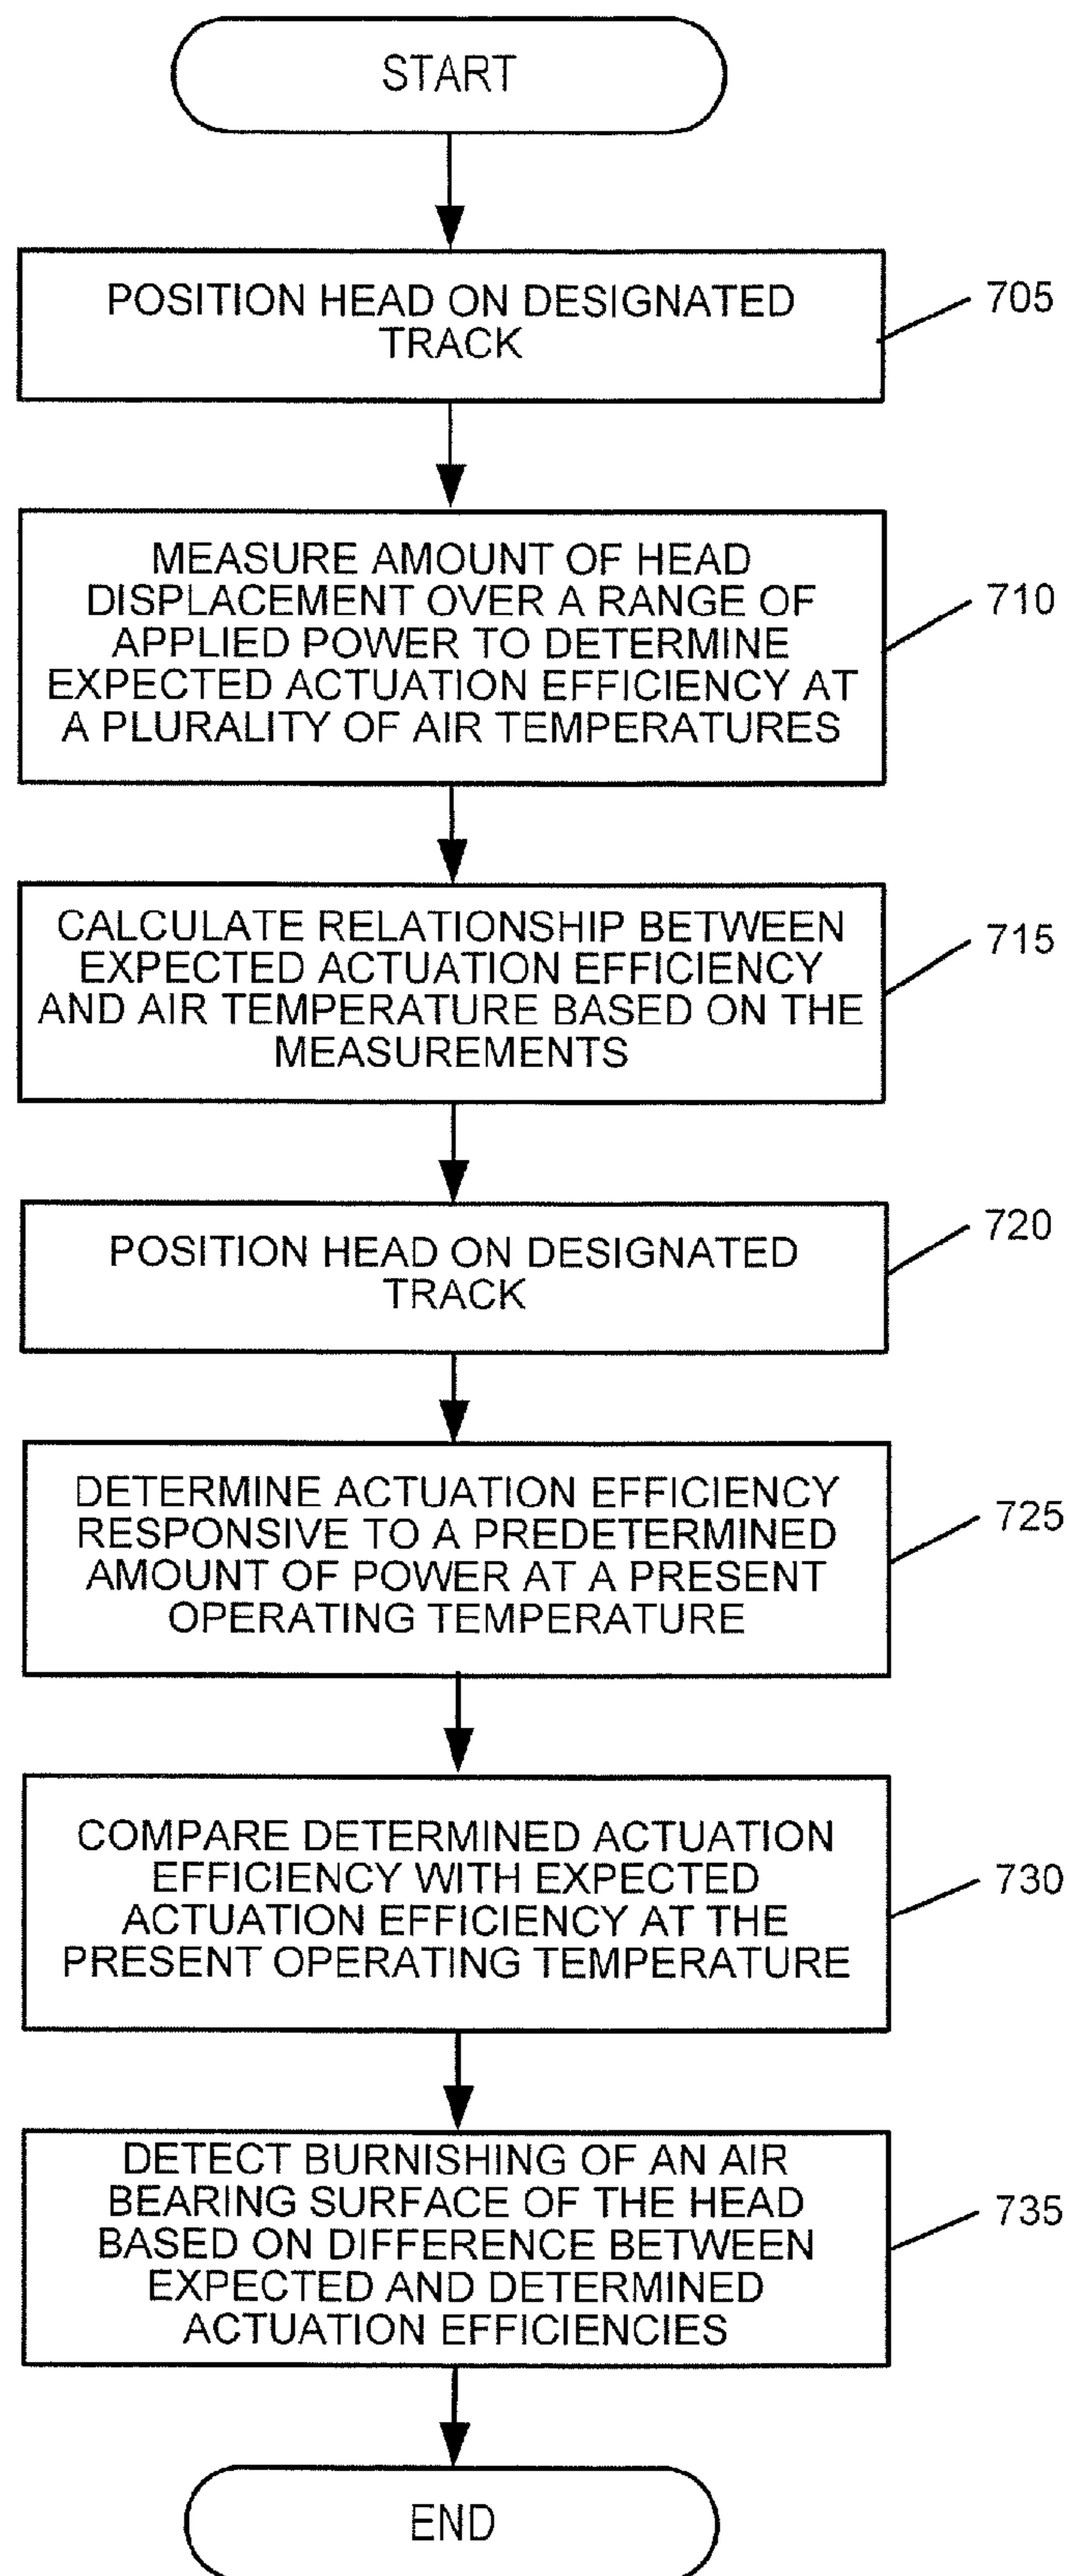 START
POSITION HEAD ON DESIGNATED
TRACK
705
MEASURE AMOUNT OF HEAD
DISPLACEMENT OVER A RANGE OF
APPLIED POWER TO DETERMINE
EXPECTED ACTUATION EFFICIENCY AT
A PLURALITY OF AIR TEMPERATURES
710
CALCULATE RELATIONSHIP BETWEEN
EXPECTED ACTUATION EFFICIENCY
AND AIR TEMPERATURE BASED ON THE
MEASUREMENTS
715
POSITION HEAD ON DESIGNATED
TRACK
720
DETERMINE ACTUATION EFFICIENCY
RESPONSIVE TO A PREDETERMINED
AMOUNT OF POWER AT A PRESENT
OPERATING TEMPERATURE
725
COMPARE DETERMINED ACTUATION
EFFICIENCY WITH EXPECTED
ACTUATION EFFICIENCY AT THE
PRESENT OPERATING TEMPERATURE
730
DETECT BURNISHING OF AN AIR
BEARING SURFACE OF THE HEAD
BASED ON DIFFERENCE BETWEEN
EXPECTED AND DETERMINED
ACTUATION EFFICIENCIES
735
END